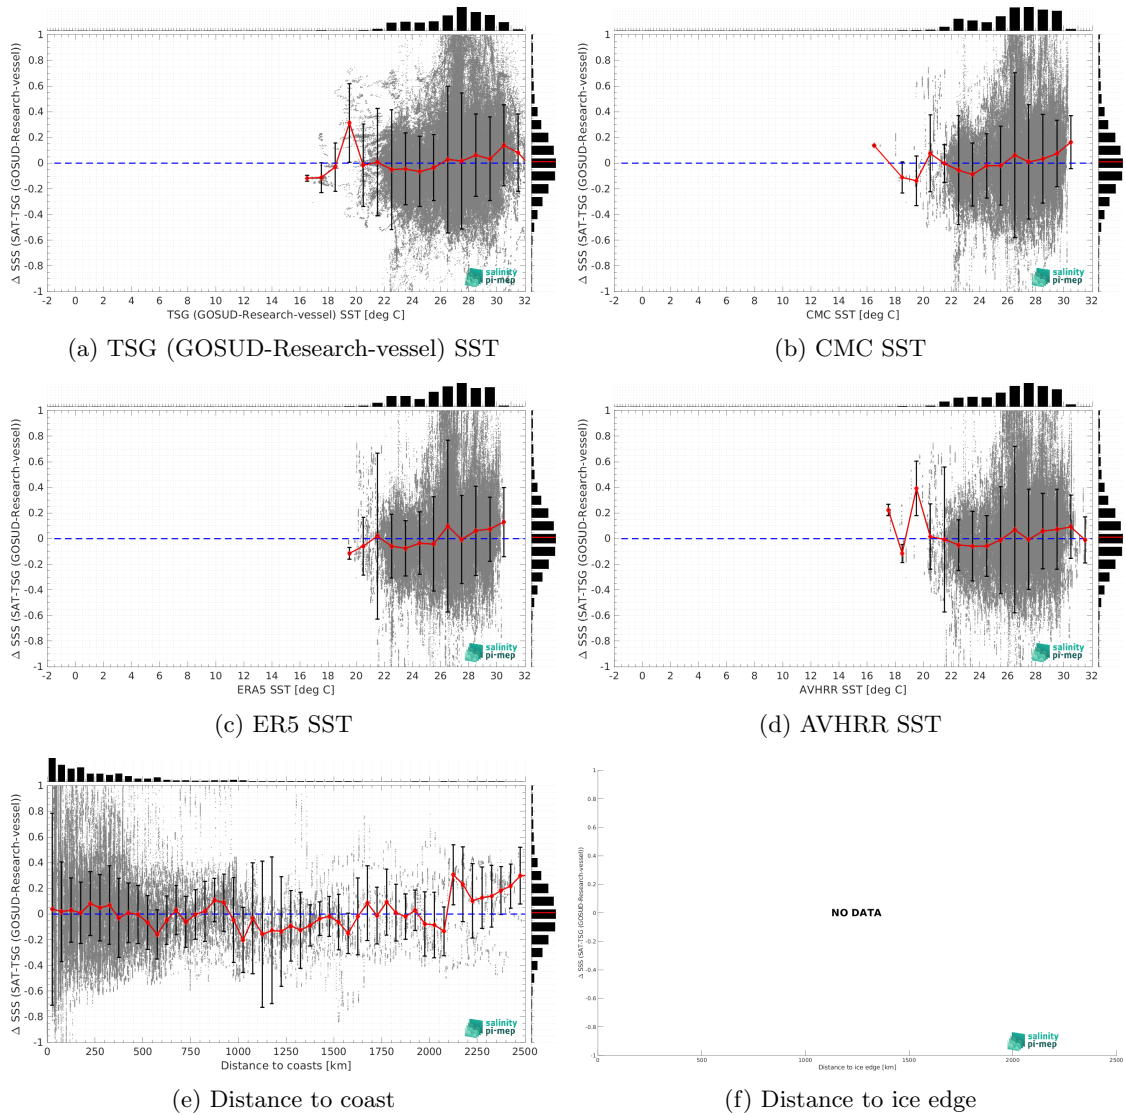 1
0.8
0.6
0.4
0.2
0
-0.2
-0.4
-0.6
-0.8
-1
Δ SSS (SAT-TSG (GOSUD-Research-vessel))
salinity
pi-mep
-2 0 2 4 6 8 10 12 14 16 18 20 22 24 26 28 30 32
TSG (GOSUD-Research-vessel) SST [deg C]
(a) TSG (GOSUD-Research-vessel) SST
1
0.8
0.6
0.4
0.2
0
-0.2
-0.4
-0.6
-0.8
-1
Δ SSS (SAT-TSG (GOSUD-Research-vessel))
salinity
pi-mep
-2 0 2 4 6 8 10 12 14 16 18 20 22 24 26 28 30 32
CMC SST [deg C]
(b) CMC SST
1
0.8
0.6
0.4
0.2
0
-0.2
-0.4
-0.6
-0.8
-1
Δ SSS (SAT-TSG (GOSUD-Research-vessel))
salinity
pi-mep
-2 0 2 4 6 8 10 12 14 16 18 20 22 24 26 28 30 32
ERA5 SST [deg C]
(c) ER5 SST
1
0.8
0.6
0.4
0.2
0
-0.2
-0.4
-0.6
-0.8
-1
Δ SSS (SAT-TSG (GOSUD-Research-vessel))
salinity
pi-mep
-2 0 2 4 6 8 10 12 14 16 18 20 22 24 26 28 30 32
AVHRR SST [deg C]
(d) AVHRR SST
1
0.8
0.6
0.4
0.2
0
-0.2
-0.4
-0.6
-0.8
-1
Δ SSS (SAT-TSG (GOSUD-Research-vessel))
salinity
pi-mep
0 250 500 750 1000 1250 1500 1750 2000 2250 2500
Distance to coasts [km]
(e) Distance to coast
1
0.8
0.6
0.4
0.2
0
-0.2
-0.4
-0.6
-0.8
-1
Δ SSS (SAT-TSG (GOSUD-Research-vessel))
NO DATA
salinity
pi-mep
0 500 1000 1500 2000 2500
Distance to ice edge [km]
(f) Distance to ice edge